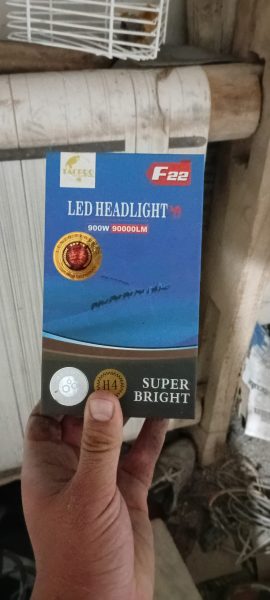 F22
LED HEADLIGHT
900W 90000LM
H4
SUPER
BRIGHT